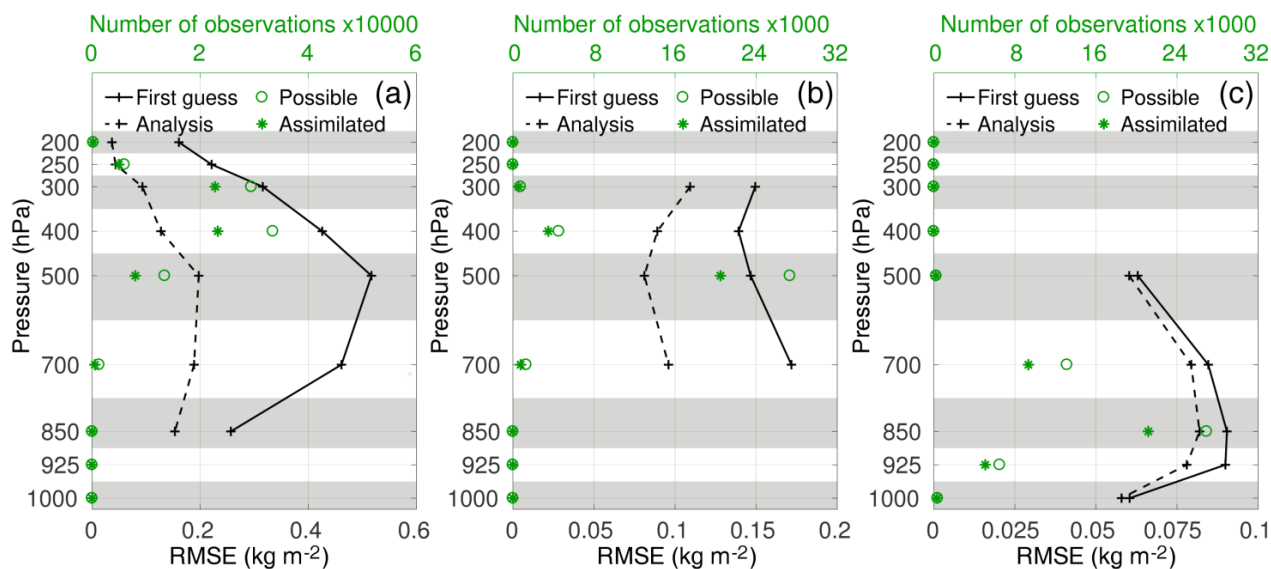 Number of observations x10000
0 2 4 6
First guess Possible (a)
Analysis Assimilated
Pressure (hPa)
200
250
300
400
500
700
850
925
1000
0 0.2 0.4 0.6
RMSE (kg m-2)
Number of observations x1000
0 8 16 24 32
First guess Possible (b)
Analysis Assimilated
Pressure (hPa)
200
250
300
400
500
700
850
925
1000
0 0.05 0.1 0.15 0.2
RMSE (kg m-2)
Number of observations x1000
0 8 16 24 32
First guess Possible (c)
Analysis Assimilated
Pressure (hPa)
200
250
300
400
500
700
850
925
1000
0 0.025 0.05 0.075 0.1
RMSE (kg m-2)